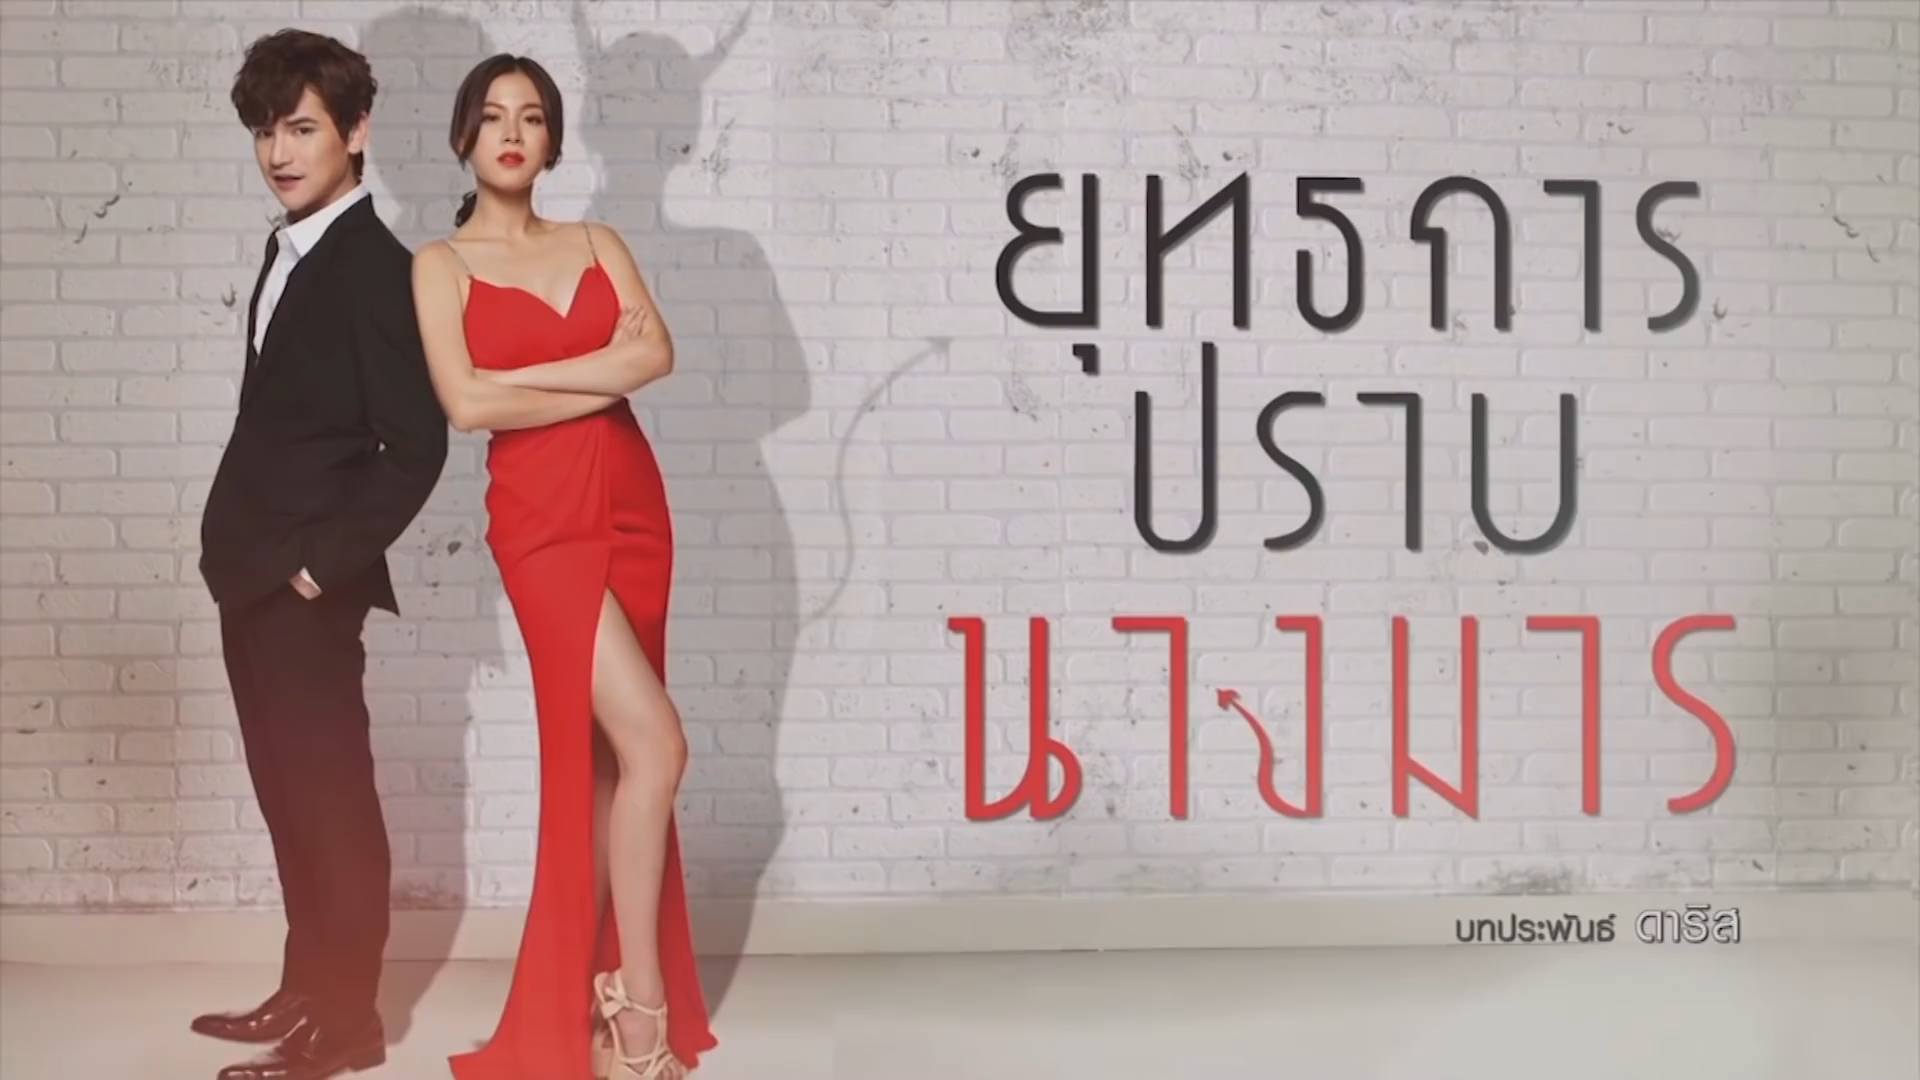 ยุทธการ
ปราบ
นางมาร
บทประพันธ์ ดาริส